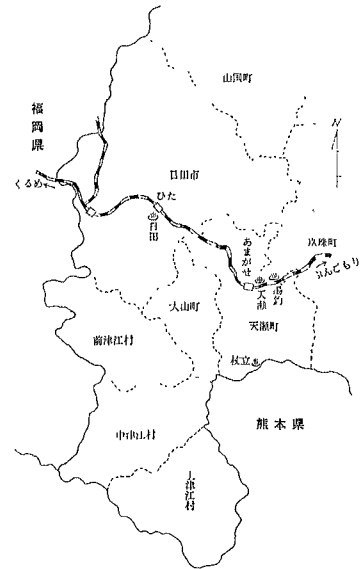 山国町
福岡県
N
日田市
くるめ
ひた
日田
あまがせ
玖珠町
ぶんごもり
天瀬
湯釣
大山町
天瀬町
前津江村
杖立
中津江村
熊本県
上津江村